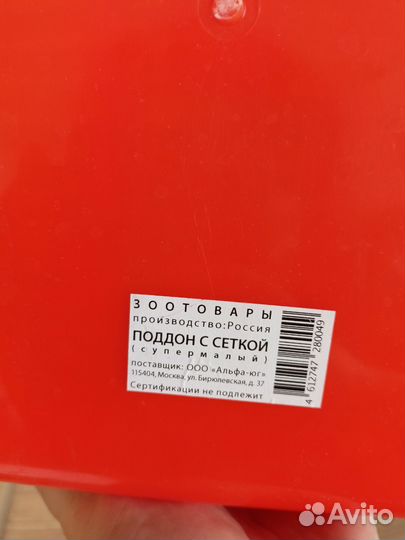 ЗООТОВАРЫ
производство:Россия
ПОДДОН С СЕТКОЙ
(супермалый)
поставщик: ООО «Альфа-юг»
115404, Москва, ул. Бирюлевская, д. 37
Сертификации не подлежит
4 612747 280049
Avito